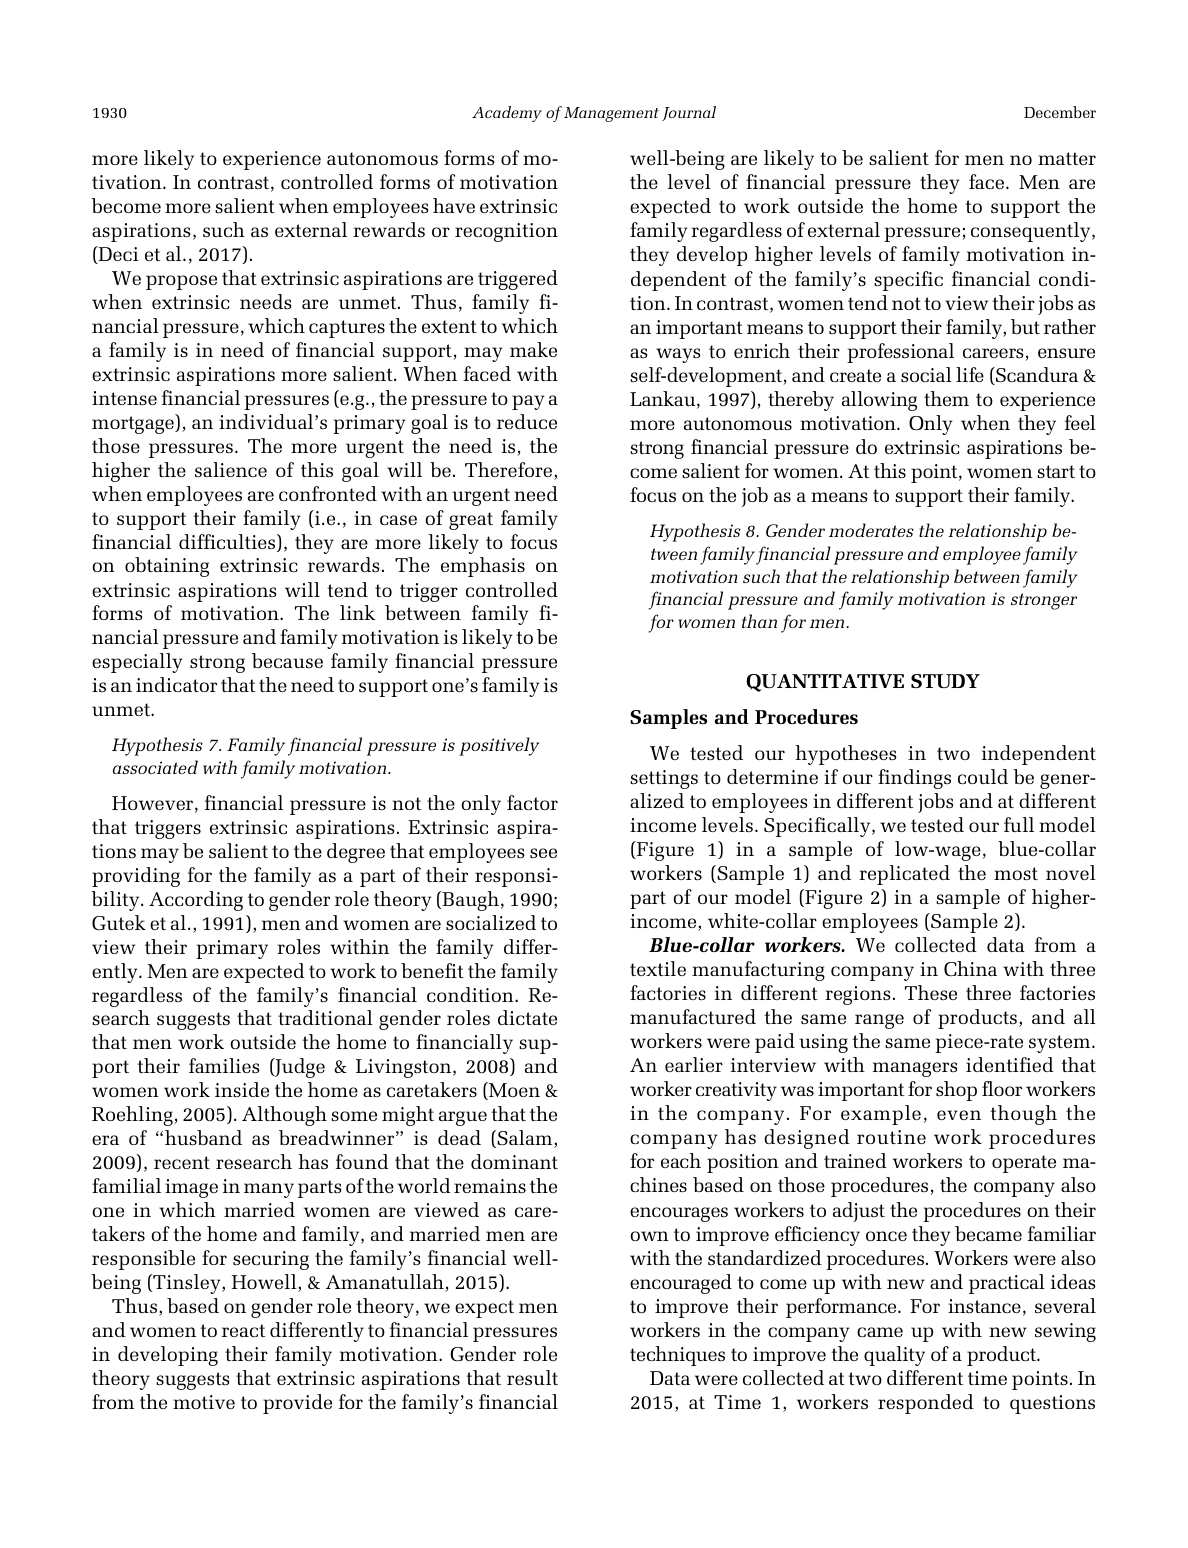 1930
Academy of Management Journal
December
more likely to experience autonomous forms of mo-
tivation. In contrast, controlled forms of motivation
become more salient when employees have extrinsic
aspirations, such as external rewards or recognition
(Deci et al., 2017).
We propose that extrinsic aspirations are triggered
when extrinsic needs are unmet. Thus, family fi-
nancial pressure, which captures the extent to which
a family is in need of financial support, may make
extrinsic aspirations more salient. When faced with
intense financial pressures (e.g., the pressure to pay a
mortgage), an individual's primary goal is to reduce
those pressures. The more urgent the need is, the
higher the salience of this goal will be. Therefore,
when employees are confronted with an urgent need
to support their family (i.e., in case of great family
financial difficulties), they are more likely to focus
on obtaining extrinsic rewards. The emphasis on
extrinsic aspirations will tend to trigger controlled
forms of motivation. The link between family fi-
nancial pressure and family motivation is likely to be
especially strong because family financial pressure
is an indicator that the need to support one's family is
unmet.
Hypothesis 7. Family financial pressure is positively
associated with family motivation.
However, financial pressure is not the only factor
that triggers extrinsic aspirations. Extrinsic aspira-
tions may be salient to the degree that employees see
providing for the family as a part of their responsi-
bility. According to gender role theory (Baugh, 1990;
Gutek et al., 1991), men and women are socialized to
view their primary roles within the family differ-
ently. Men are expected to work to benefit the family
regardless of the family's financial condition. Re-
search suggests that traditional gender roles dictate
that men work outside the home to financially sup-
port their families (Judge & Livingston, 2008) and
women work inside the home as caretakers (Moen &
Roehling, 2005). Although some might argue that the
era of "husband as breadwinner" is dead (Salam,
2009), recent research has found that the dominant
familial image in many parts of the world remains the
one in which married women are viewed as care-
takers of the home and family, and married men are
responsible for securing the family's financial well-
being (Tinsley, Howell, & Amanatullah, 2015).
Thus, based on gender role theory, we expect men
and women to react differently to financial pressures
in developing their family motivation. Gender role
theory suggests that extrinsic aspirations that result
from the motive to provide for the family's financial
well-being are likely to be salient for men no matter
the level of financial pressure they face. Men are
expected to work outside the home to support the
family regardless of external pressure; consequently,
they develop higher levels of family motivation in-
dependent of the family's specific financial condi-
tion. In contrast, women tend not to view their jobs as
an important means to support their family, but rather
as ways to enrich their professional careers, ensure
self-development, and create a social life (Scandura &
Lankau, 1997), thereby allowing them to experience
more autonomous motivation. Only when they feel
strong financial pressure do extrinsic aspirations be-
come salient for women. At this point, women start to
focus on the job as a means to support their family.
Hypothesis 8. Gender moderates the relationship be-
tween family financial pressure and employee family
motivation such that the relationship between family
financial pressure and family motivation is stronger
for women than for men.
QUANTITATIVE STUDY
Samples and Procedures
We tested our hypotheses in two independent
settings to determine if our findings could be gener-
alized to employees in different jobs and at different
income levels. Specifically, we tested our full model
(Figure 1) in a sample of low-wage, blue-collar
workers (Sample 1) and replicated the most novel
part of our model (Figure 2) in a sample of higher-
income, white-collar employees (Sample 2).
Blue-collar workers. We collected data from a
textile manufacturing company in China with three
factories in different regions. These three factories
manufactured the same range of products, and all
workers were paid using the same piece-rate system.
An earlier interview with managers identified that
worker creativity was important for shop floor workers
in the company. For example, even though the
company has designed routine work procedures
for each position and trained workers to operate ma-
chines based on those procedures, the company also
encourages workers to adjust the procedures on their
own to improve efficiency once they became familiar
with the standardized procedures. Workers were also
encouraged to come up with new and practical ideas
to improve their performance. For instance, several
workers in the company came up with new sewing
techniques to improve the quality of a product.
Data were collected at two different time points. In
2015, at Time 1, workers responded to questions